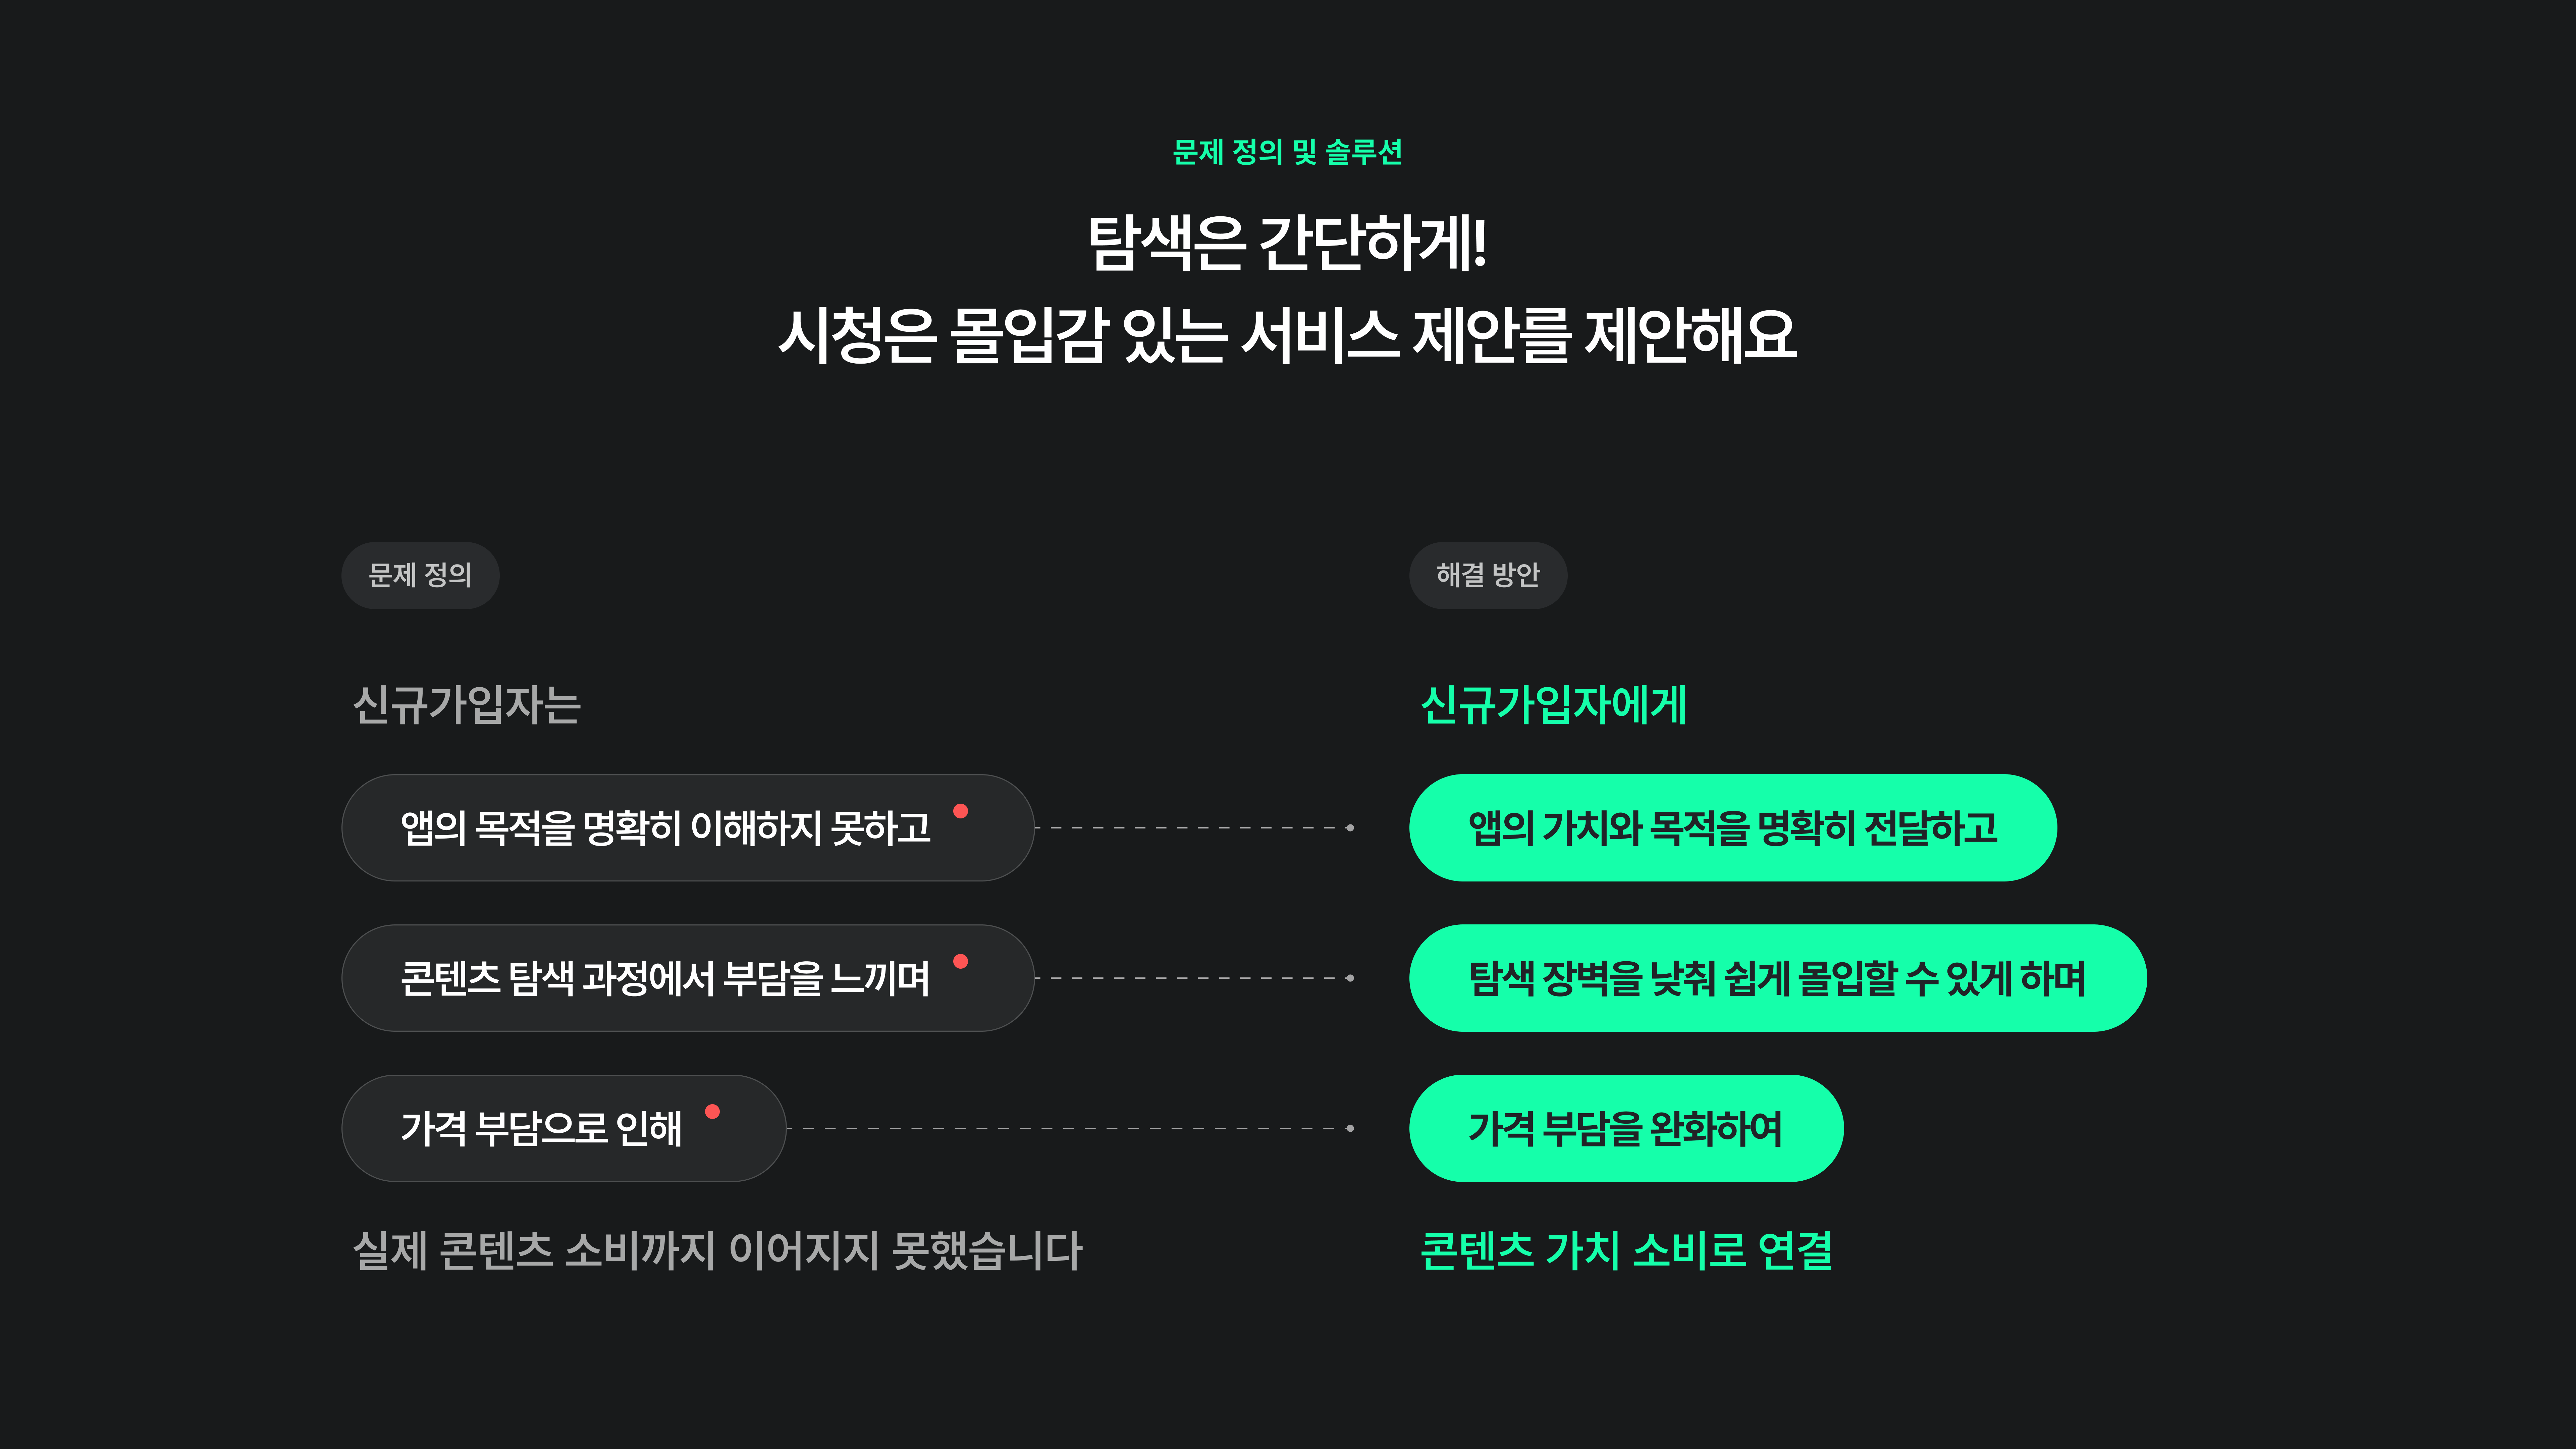 문제 정의 및 솔루션
탐색은 간단하게!
시청은 몰입감 있는 서비스 제안를 제안해요
문제 정의
신규가입자는
앱의 목적을 명확히 이해하지 못하고
콘텐츠 탐색 과정에서 부담을 느끼며
가격 부담으로 인해
실제 콘텐츠 소비까지 이어지지 못했습니다
해결 방안
신규가입자에게
앱의 가치와 목적을 명확히 전달하고
탐색 장벽을 낮춰 쉽게 몰입할 수 있게 하며
가격 부담을 완화하여
콘텐츠 가치 소비로 연결